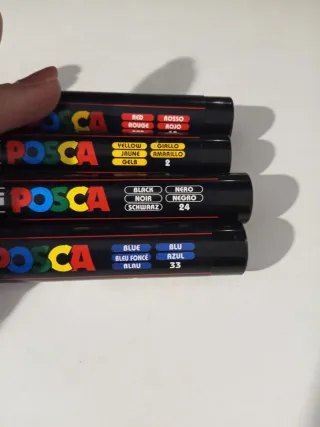 POSCA
RED ROSSO
ROUGE ROJO
POSCA
YELLOW GIALLO
JAUNE AMARILLO
GELB 2
POSCA
BLACK NERO
NOIR NEGRO
SCHWARZ 24
POSCA
BLUE BLU
BLEU FONCÉ AZUL
BLAU 33